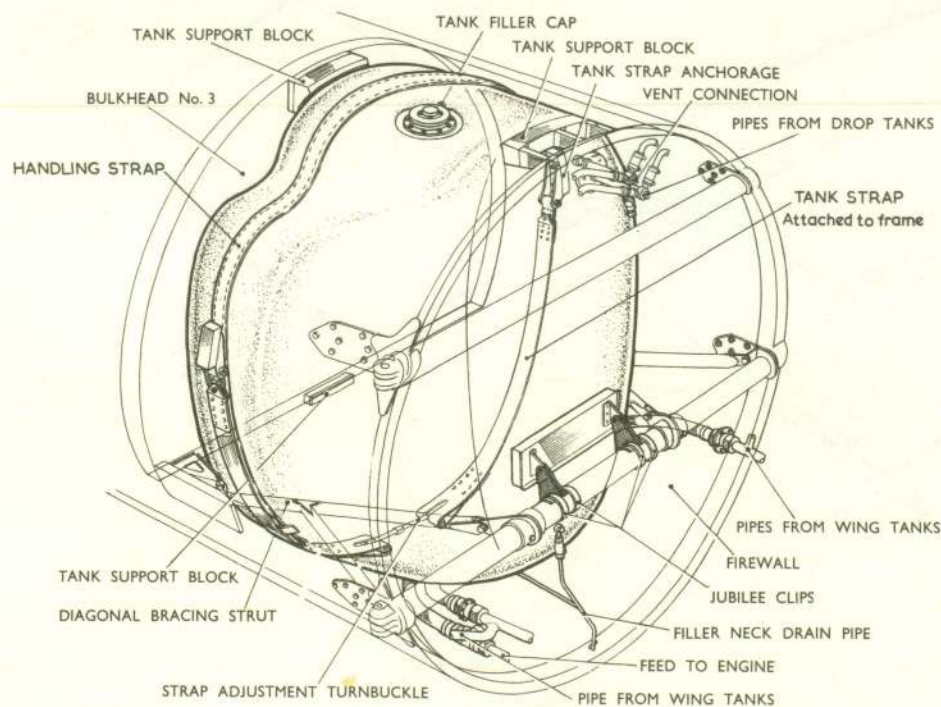 TANK FILLER CAP
TANK SUPPORT BLOCK
TANK SUPPORT BLOCK
TANK STRAP ANCHORAGE
VENT CONNECTION
BULKHEAD No. 3
PIPES FROM DROP TANKS
HANDLING STRAP
TANK STRAP
Attached to frame
PIPES FROM WING TANKS
FIREWALL
TANK SUPPORT BLOCK
JUBILEE CLIPS
DIAGONAL BRACING STRUT
FILLER NECK DRAIN PIPE
FEED TO ENGINE
STRAP ADJUSTMENT TURNBUCKLE
PIPE FROM WING TANKS